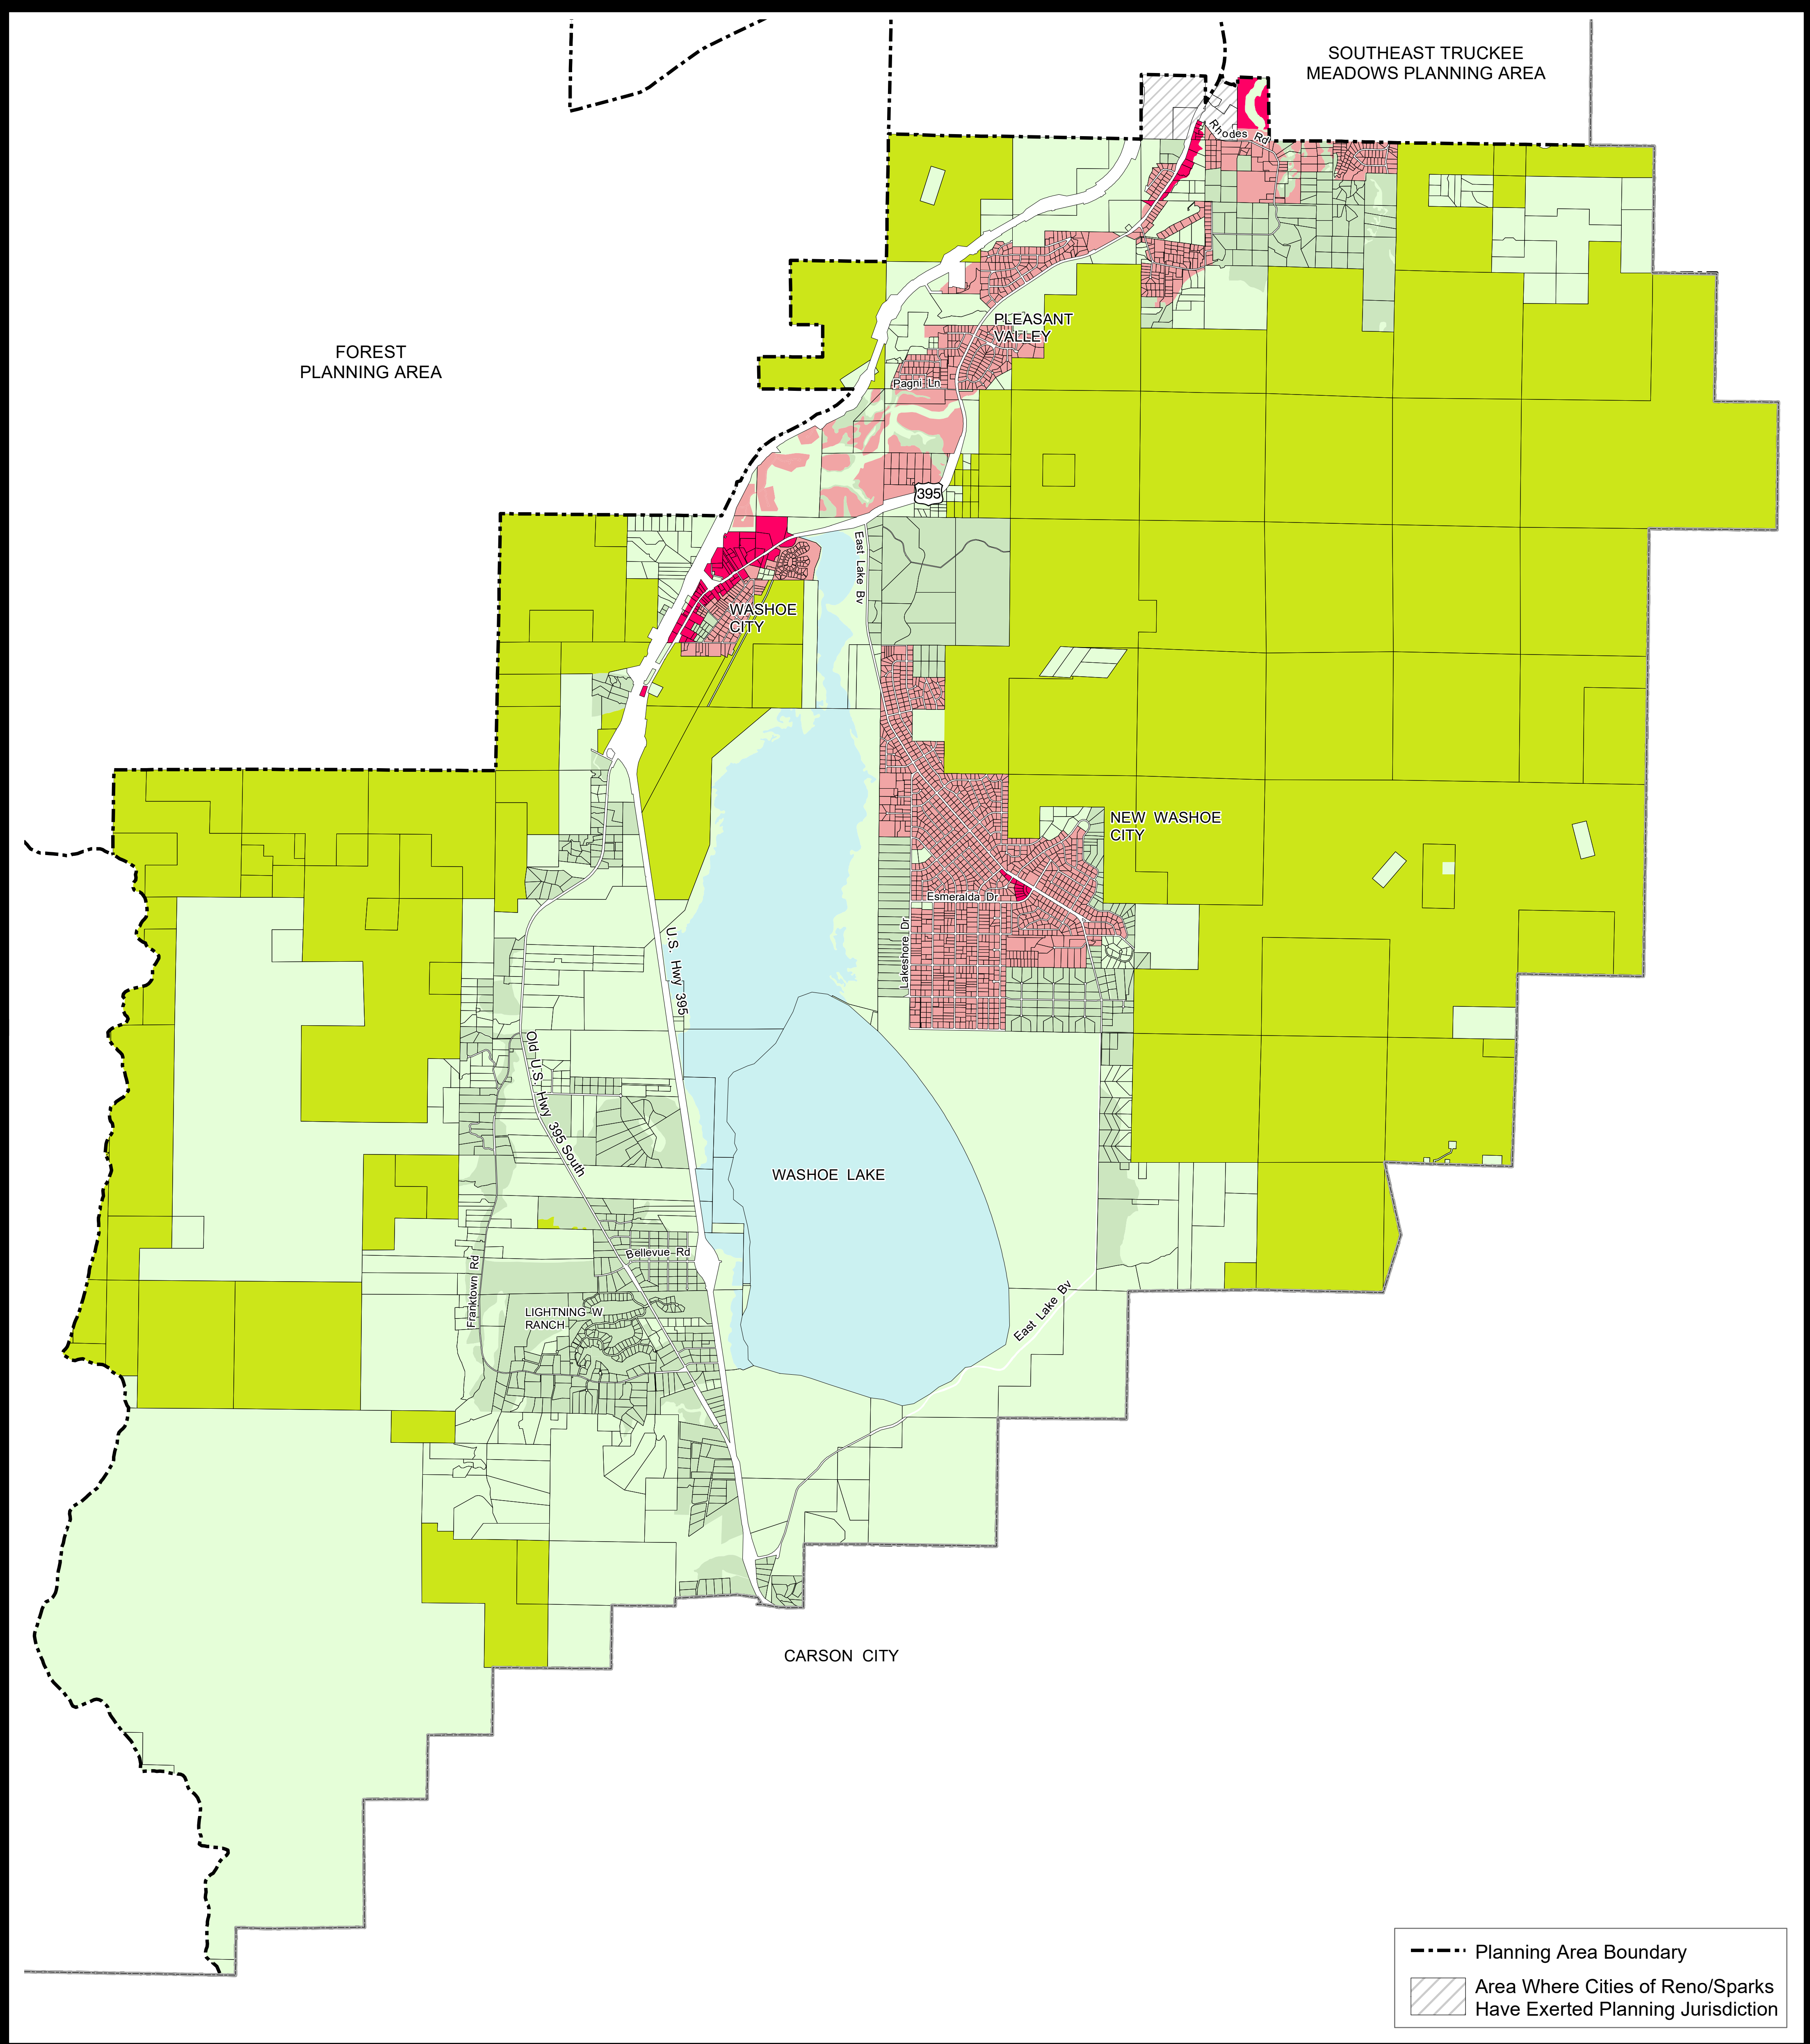 SOUTHEAST TRUCKEE
MEADOWS PLANNING AREA
Rhodes Rd
FOREST
PLANNING AREA
PLEASANT
VALLEY
Pagni Ln
395
East Lake Bv
WASHOE
CITY
NEW WASHOE
CITY
Esmeralda Dr
Lakeshore Dr
U.S. Hwy 395
Old U.S. Hwy 395 South
WASHOE LAKE
Bellevue Rd
Franktown Rd
LIGHTNING W
RANCH
East Lake Bv
CARSON CITY
Planning Area Boundary
Area Where Cities of Reno/Sparks
Have Exerted Planning Jurisdiction